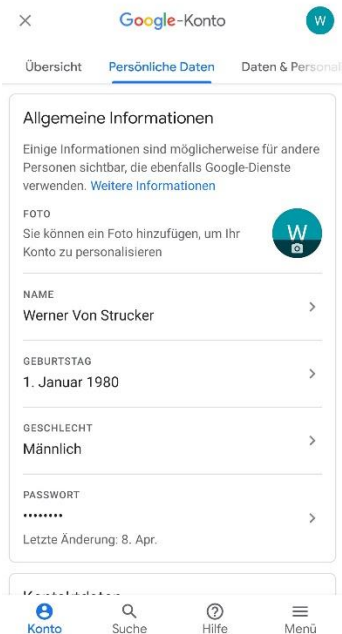 Google-Konto
W
Übersicht Persönliche Daten Daten & Personal
Allgemeine Informationen
Einige Informationen sind möglicherweise für andere
Personen sichtbar, die ebenfalls Google-Dienste
verwenden. Weitere Informationen
FOTO
Sie können ein Foto hinzufügen, um Ihr
Konto zu personalisieren
W
NAME
Werner Von Strucker
GEBURTSTAG
1. Januar 1980
GESCHLECHT
Männlich
PASSWORT
••••••••
Letzte Änderung: 8. Apr.
Kontaktdaten
Konto Suche Hilfe Menü